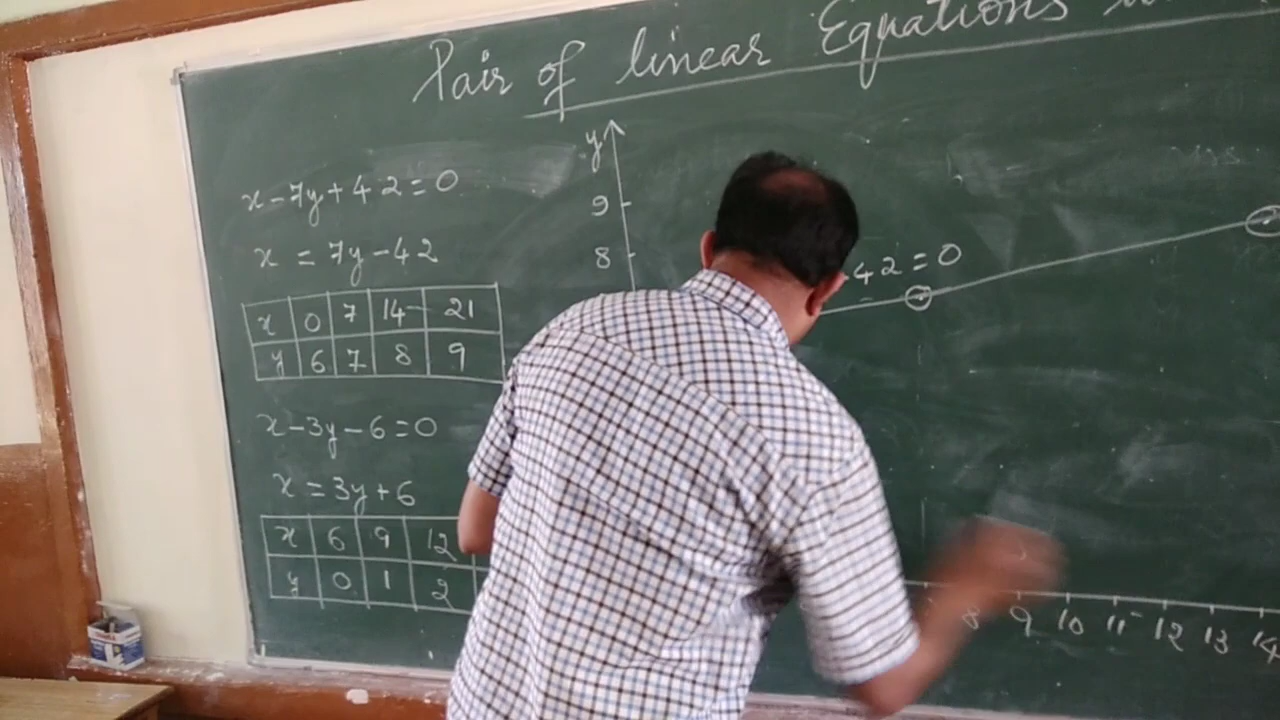 Pair of linear Equations
x - 7y + 42 = 0
x = 7y - 42
x 0 7 14 21
y 6 7 8 9
x - 3y - 6 = 0
x = 3y + 6
x 6 9 12
y 0 1 2
y
9
8
42 = 0
8 9 10 11 12 13 14